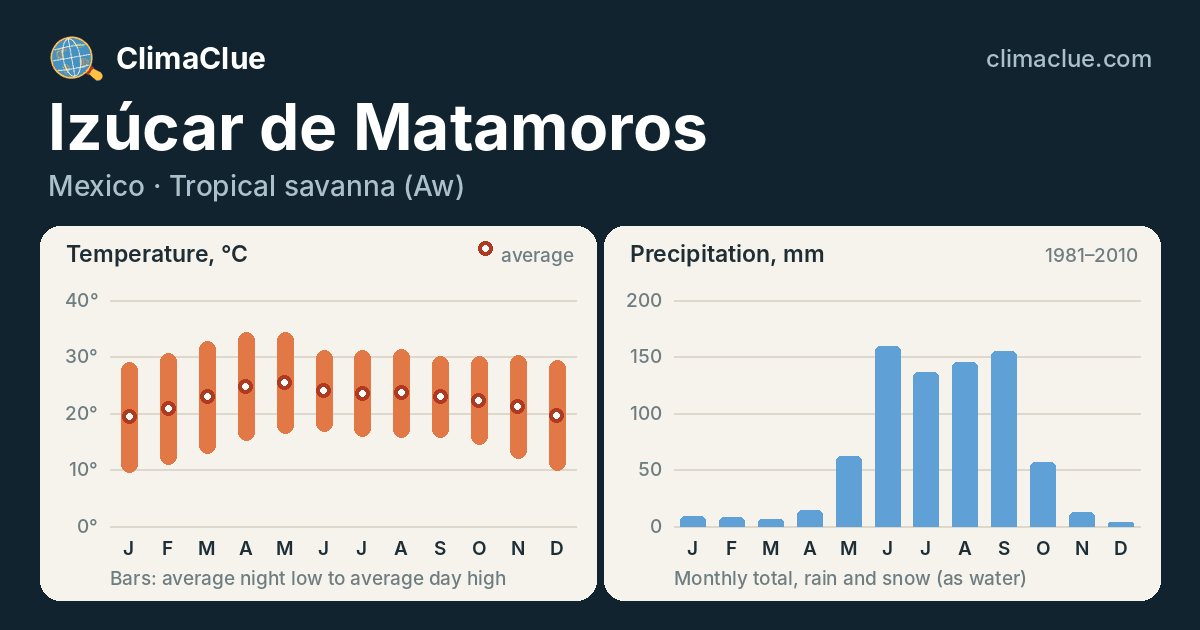 ClimaClue
climaclue.com
Izúcar de Matamoros
Mexico · Tropical savanna (Aw)
Temperature, °C
average
40°
30°
20°
10°
0°
J F M A M J J A S O N D
Bars: average night low to average day high
Precipitation, mm
1981–2010
200
150
100
50
0
J F M A M J J A S O N D
Monthly total, rain and snow (as water)